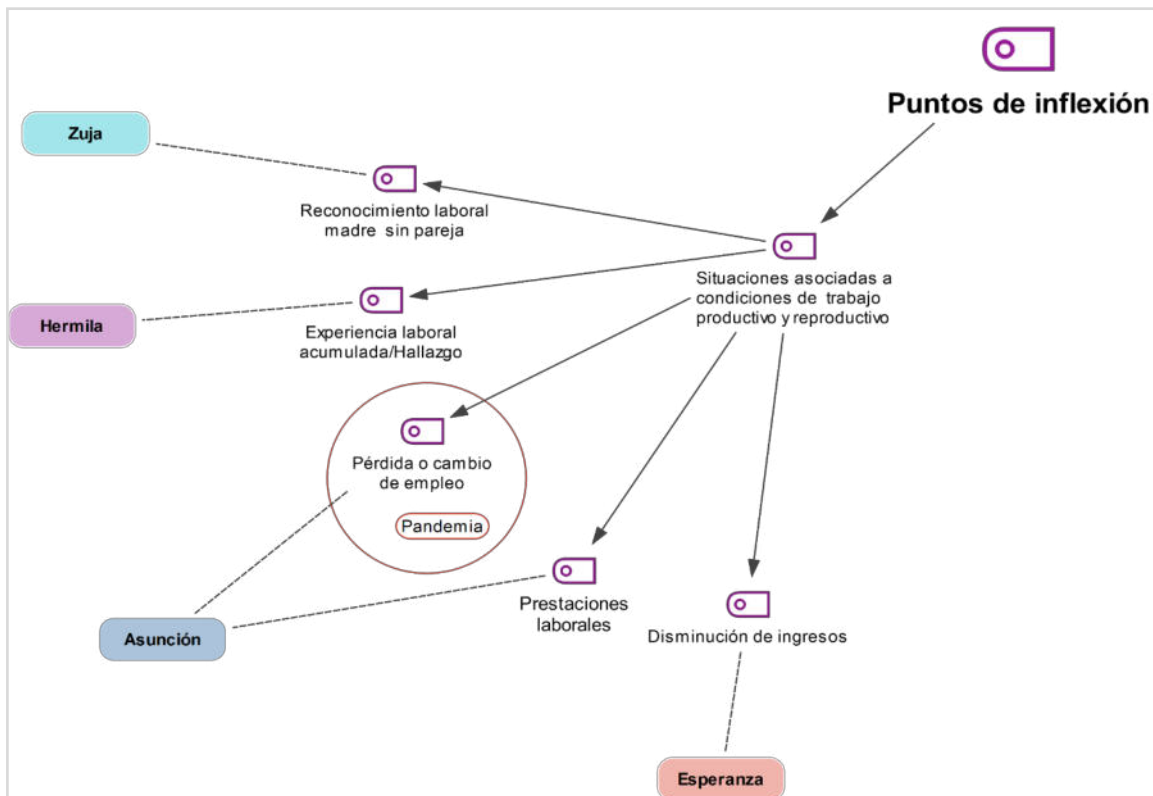 Puntos de inflexión
Zuja
Reconocimiento laboral
madre sin pareja
Situaciones asociadas a
condiciones de trabajo
productivo y reproductivo
Hermila
Experiencia laboral
acumulada/Hallazgo
Pérdida o cambio
de empleo
Pandemia
Prestaciones
laborales
Asunción
Disminución de ingresos
Esperanza